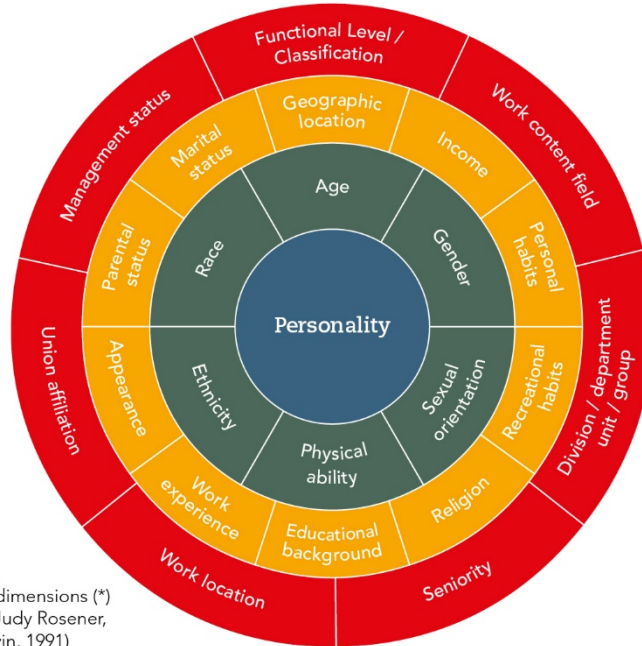 Functional Level /
Classification
Work content field
Division / department
unit / group
Seniority
Work location
Union affiliation
Management status
Geographic
location
Income
Personal
habits
Recreational
habits
Religion
Educational
background
Work
experience
Appearance
Parental
status
Marital
status
Age
Gender
Sexual
orientation
Physical
ability
Ethnicity
Race
Personality
dimensions (*)
Judy Rosener,
1991)